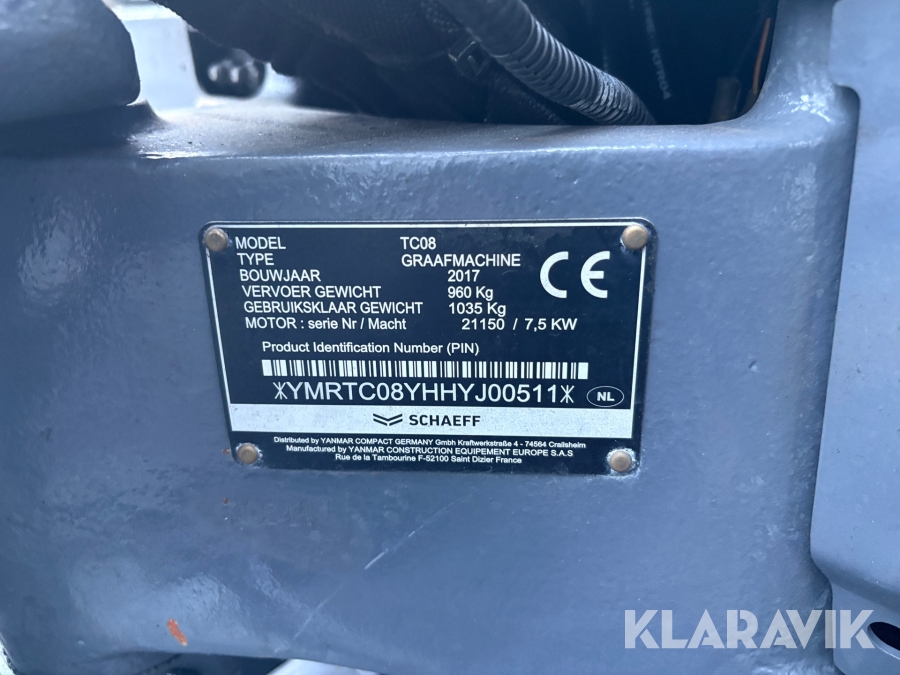 MODEL TC08
TYPE GRAAFMACHINE
BOUWJAAR 2017
VERVOER GEWICHT 960 Kg
GEBRUIKSKLAAR GEWICHT 1035 Kg
MOTOR : serie Nr / Macht 21150 / 7,5 KW
CE
Product Identification Number (PIN)
*YMRTC08YHHYJ00511*
NL
SCHAEFF
Distributed by YANMAR COMPACT GERMANY Gmbh Kraftwerkstraße 4 - 74564 Crailsheim
Manufactured by YANMAR CONSTRUCTION EQUIPEMENT EUROPE S.A.S
Rue de la Tambourine F-52100 Saint Dizier France
KLARAVIK